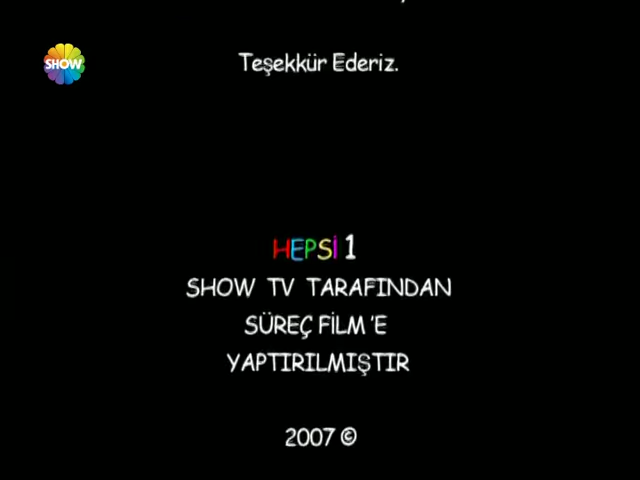 SHOW
Teşekkür Ederiz.
HEPSİ 1
SHOW TV TARAFINDAN
SÜREÇ FİLM 'E
YAPTIRILMIŞTIR
2007 ©